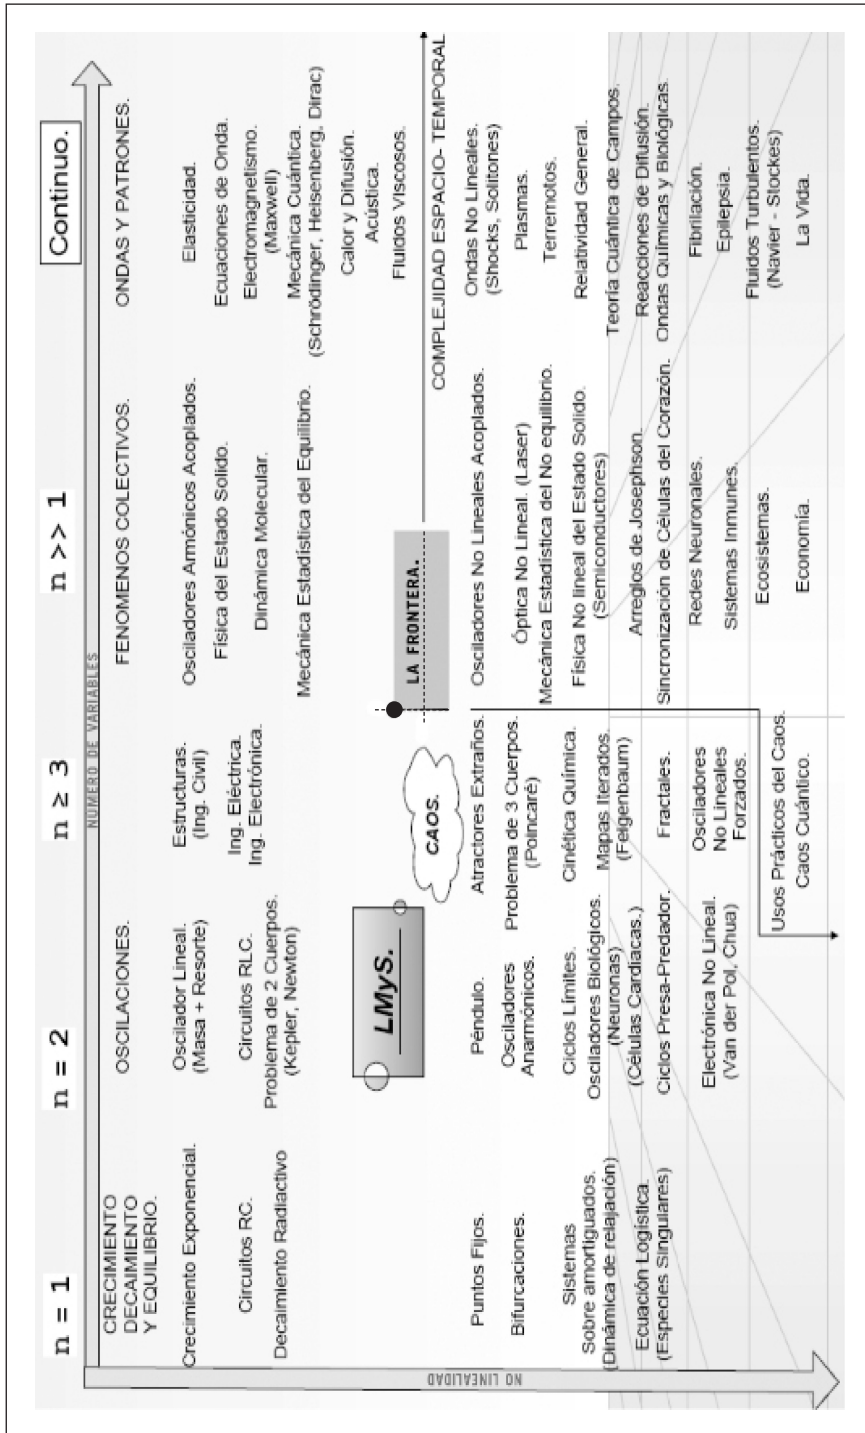 n = 1
n = 2
n ≥ 3
n >> 1
Continuo.
NUMERO DE VARIABLES
CRECIMIENTO
DECAIMIENTO
Y EQUILIBRIO.
OSCILACIONES.
FENOMENOS COLECTIVOS.
ONDAS Y PATRONES.
Crecimiento Exponencial.
Circuitos RC.
Decaimiento Radiactivo
Oscilador Lineal.
(Masa + Resorte)
Circuitos RLC.
Problema de 2 Cuerpos.
(Kepler, Newton)
Estructuras.
(Ing. Civil)
Ing. Eléctrica.
Ing. Electrónica.
Osciladores Armónicos Acoplados.
Física del Estado Solido.
Dinámica Molecular.
Mecánica Estadística del Equilibrio.
Elasticidad.
Ecuaciones de Onda.
Electromagnetismo.
(Maxwell)
Mecánica Cuántica.
(Schrödinger, Heisenberg, Dirac)
Calor y Difusión.
Acústica.
Fluidos Viscosos.
LMyS.
CAOS.
LA FRONTERA.
COMPLEJIDAD ESPACIO- TEMPORAL
NO LINEALIDAD
Puntos Fijos.
Bifurcaciones.
Sistemas
Sobre amortiguados.
(Dinámica de relajación)
Ecuación Logística.
(Especies Singulares)
Péndulo.
Osciladores
Anarmónicos.
Ciclos Límites.
Osciladores Biológicos.
(Neuronas)
(Células Cardiacas.)
Ciclos Presa-Predador.
Electrónica No Lineal.
(Van der Pol, Chua)
Atractores Extraños.
Problema de 3 Cuerpos.
(Poincaré)
Cinética Química.
Mapas Iterados.
(Feigenbaum)
Fractales.
Osciladores
No Lineales
Forzados.
Usos Prácticos del Caos.
Caos Cuántico.
Osciladores No Lineales Acoplados.
Óptica No Lineal. (Laser)
Mecánica Estadística del No equilibrio.
Física No lineal del Estado Solido.
(Semiconductores)
Arreglos de Josephson.
Sincronización de Células del Corazón.
Redes Neuronales.
Sistemas Inmunes.
Ecosistemas.
Economía.
Ondas No Lineales.
(Shocks, Solitones)
Plasmas.
Terremotos.
Relatividad General.
Teoría Cuántica de Campos.
Reacciones de Difusión.
Ondas Químicas y Biológicas.
Fibrilación.
Epilepsia.
Fluidos Turbulentos.
(Navier - Stockes)
La Vida.